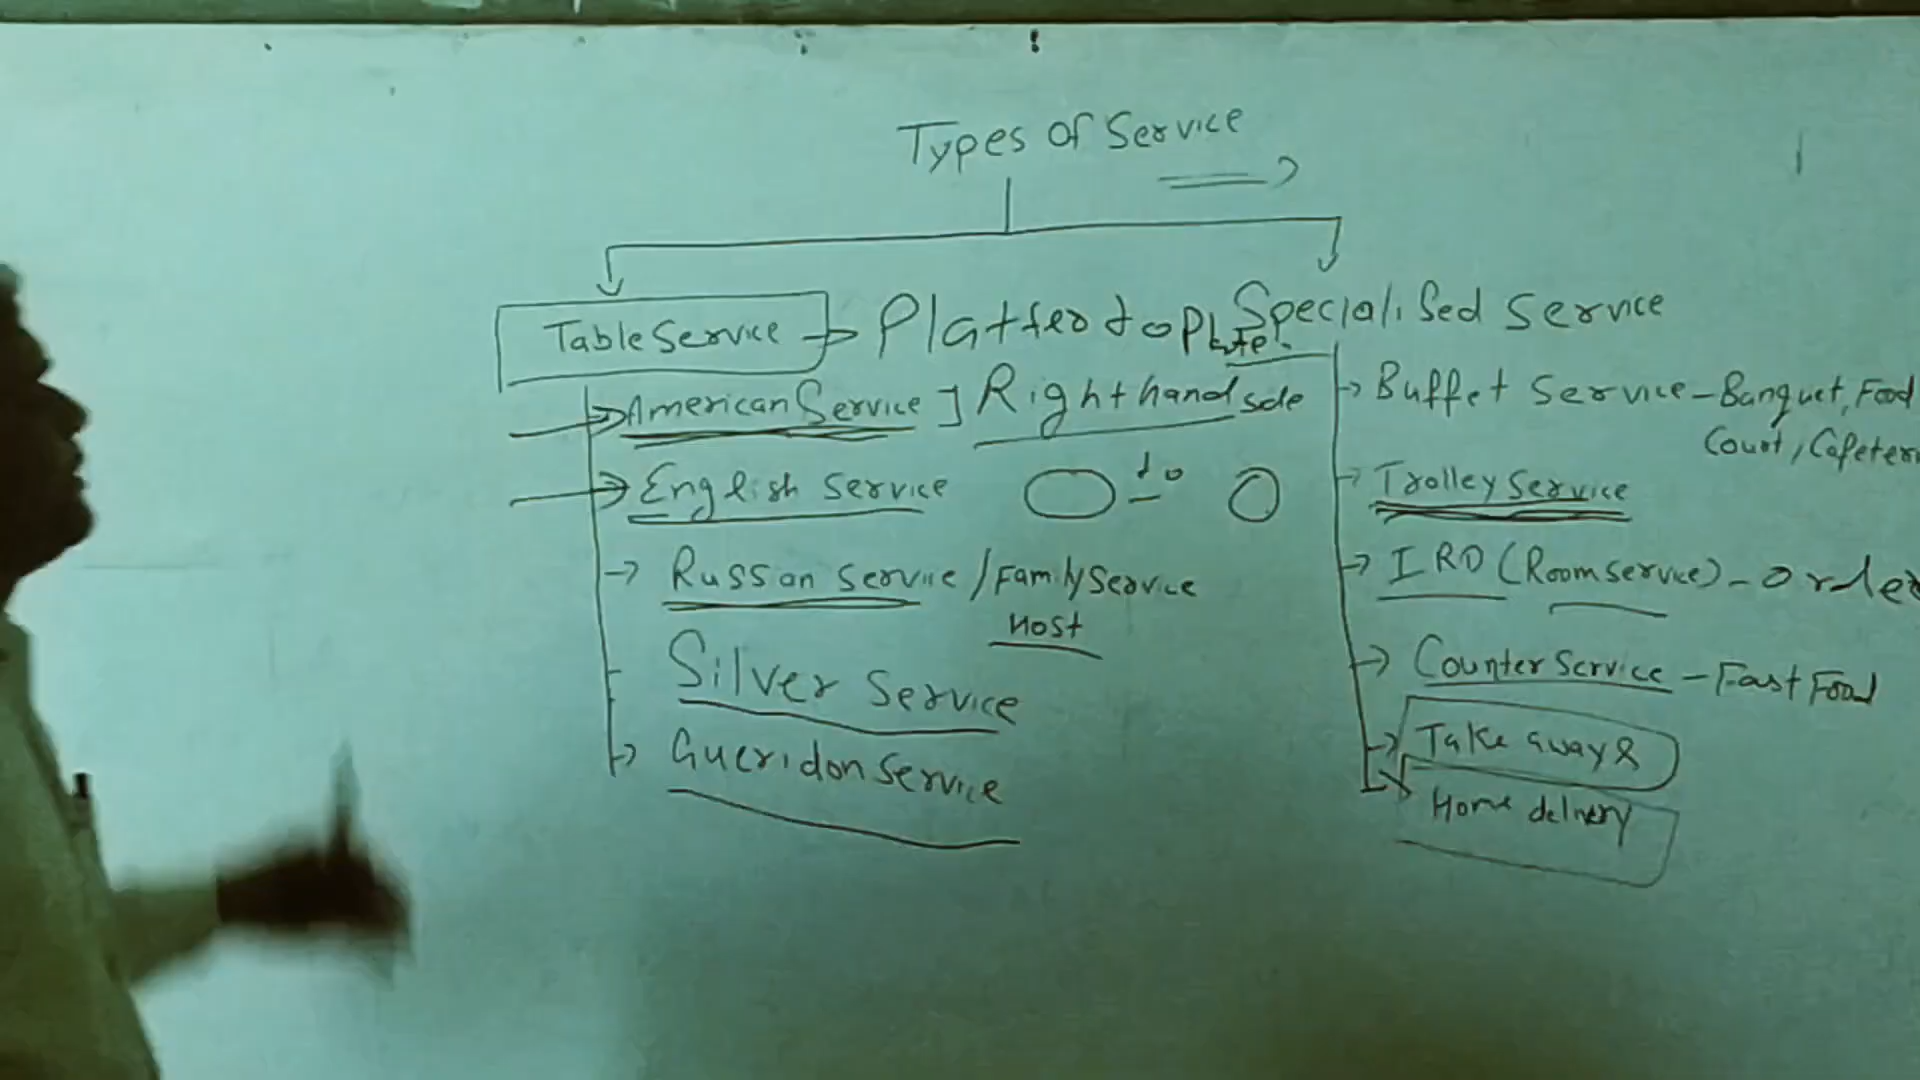 Types of Service
Table Service → Platter to Plate
American Service ] Right hand side
English Service to
Russian Service / Family Service
Host
Silver Service
Gueridon Service
Specialised Service
Buffet Service - Banquet, Food
Court, Cafeter
Trolley Service
IRD (Room Service) - Order
Counter Service - Fast Food
Take away &
Home delivery